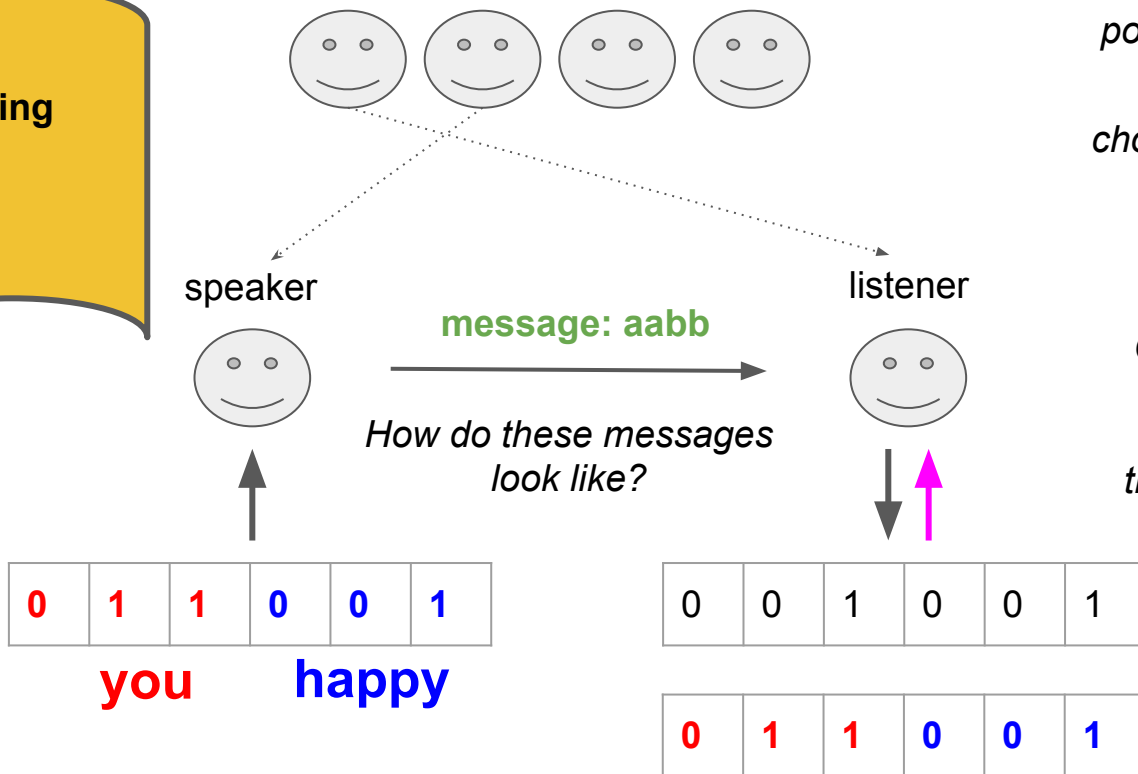 ing
speaker
listener
message: aabb
How do these messages
look like?
0 1 1 0 0 1
you happy
0 0 1 0 0 1
0 1 1 0 0 1
po